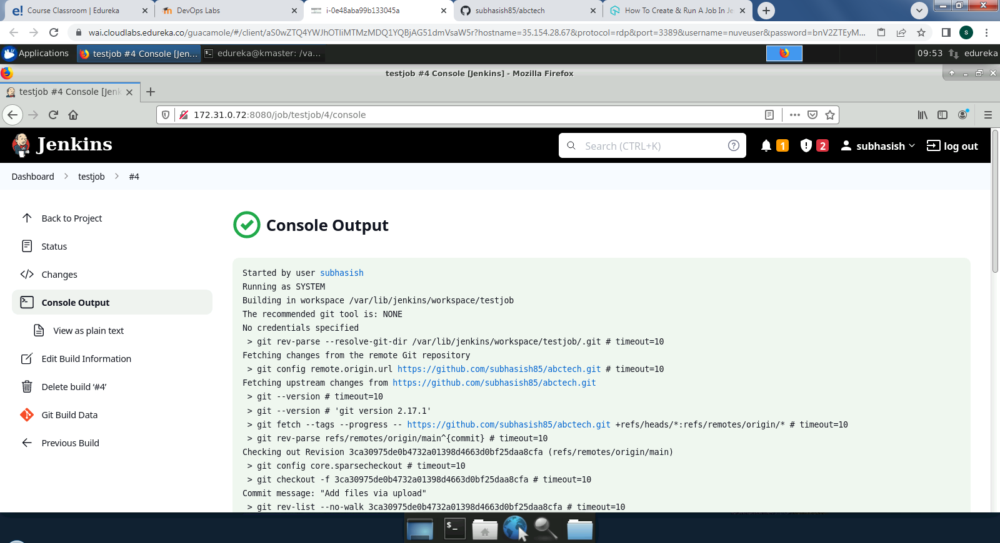 Course Classroom | Edureka
DevOps Labs
i-0e48aba99b133045a
subhasish85/abctech
How To Create & Run A Job In Je
wai.cloudlabs.edureka.co/guacamole/#/client/aS0wZTQ4YWJhOTliMTMzMDQ1YQBjAG51dmVsaW5r?hostname=35.154.28.67&protocol=rdp&port=3389&username=nuveuser&password=bnV2ZTEyM...
S
Applications
testjob #4 Console [Jen...
edureka@kmaster: /va...
09:53
edureka
testjob #4 Console [Jenkins] - Mozilla Firefox
testjob #4 Console [Jenk
172.31.0.72:8080/job/testjob/4/console
Jenkins
Search (CTRL+K)
1
2
subhasish
log out
Dashboard
testjob
#4
Back to Project
Status
Changes
Console Output
View as plain text
Edit Build Information
Delete build ‘#4’
Git Build Data
Previous Build
Console Output
Started by user subhasish
Running as SYSTEM
Building in workspace /var/lib/jenkins/workspace/testjob
The recommended git tool is: NONE
No credentials specified
> git rev-parse --resolve-git-dir /var/lib/jenkins/workspace/testjob/.git # timeout=10
Fetching changes from the remote Git repository
> git config remote.origin.url https://github.com/subhasish85/abctech.git # timeout=10
Fetching upstream changes from https://github.com/subhasish85/abctech.git
> git --version # timeout=10
> git --version # 'git version 2.17.1'
> git fetch --tags --progress -- https://github.com/subhasish85/abctech.git +refs/heads/*:refs/remotes/origin/* # timeout=10
> git rev-parse refs/remotes/origin/main^{commit} # timeout=10
Checking out Revision 3ca30975de0b4732a01398d4663d0bf25daa8cfa (refs/remotes/origin/main)
> git config core.sparsecheckout # timeout=10
> git checkout -f 3ca30975de0b4732a01398d4663d0bf25daa8cfa # timeout=10
Commit message: "Add files via upload"
> git rev-list --no-walk 3ca30975de0b4732a01398d4663d0bf25daa8cfa # timeout=10